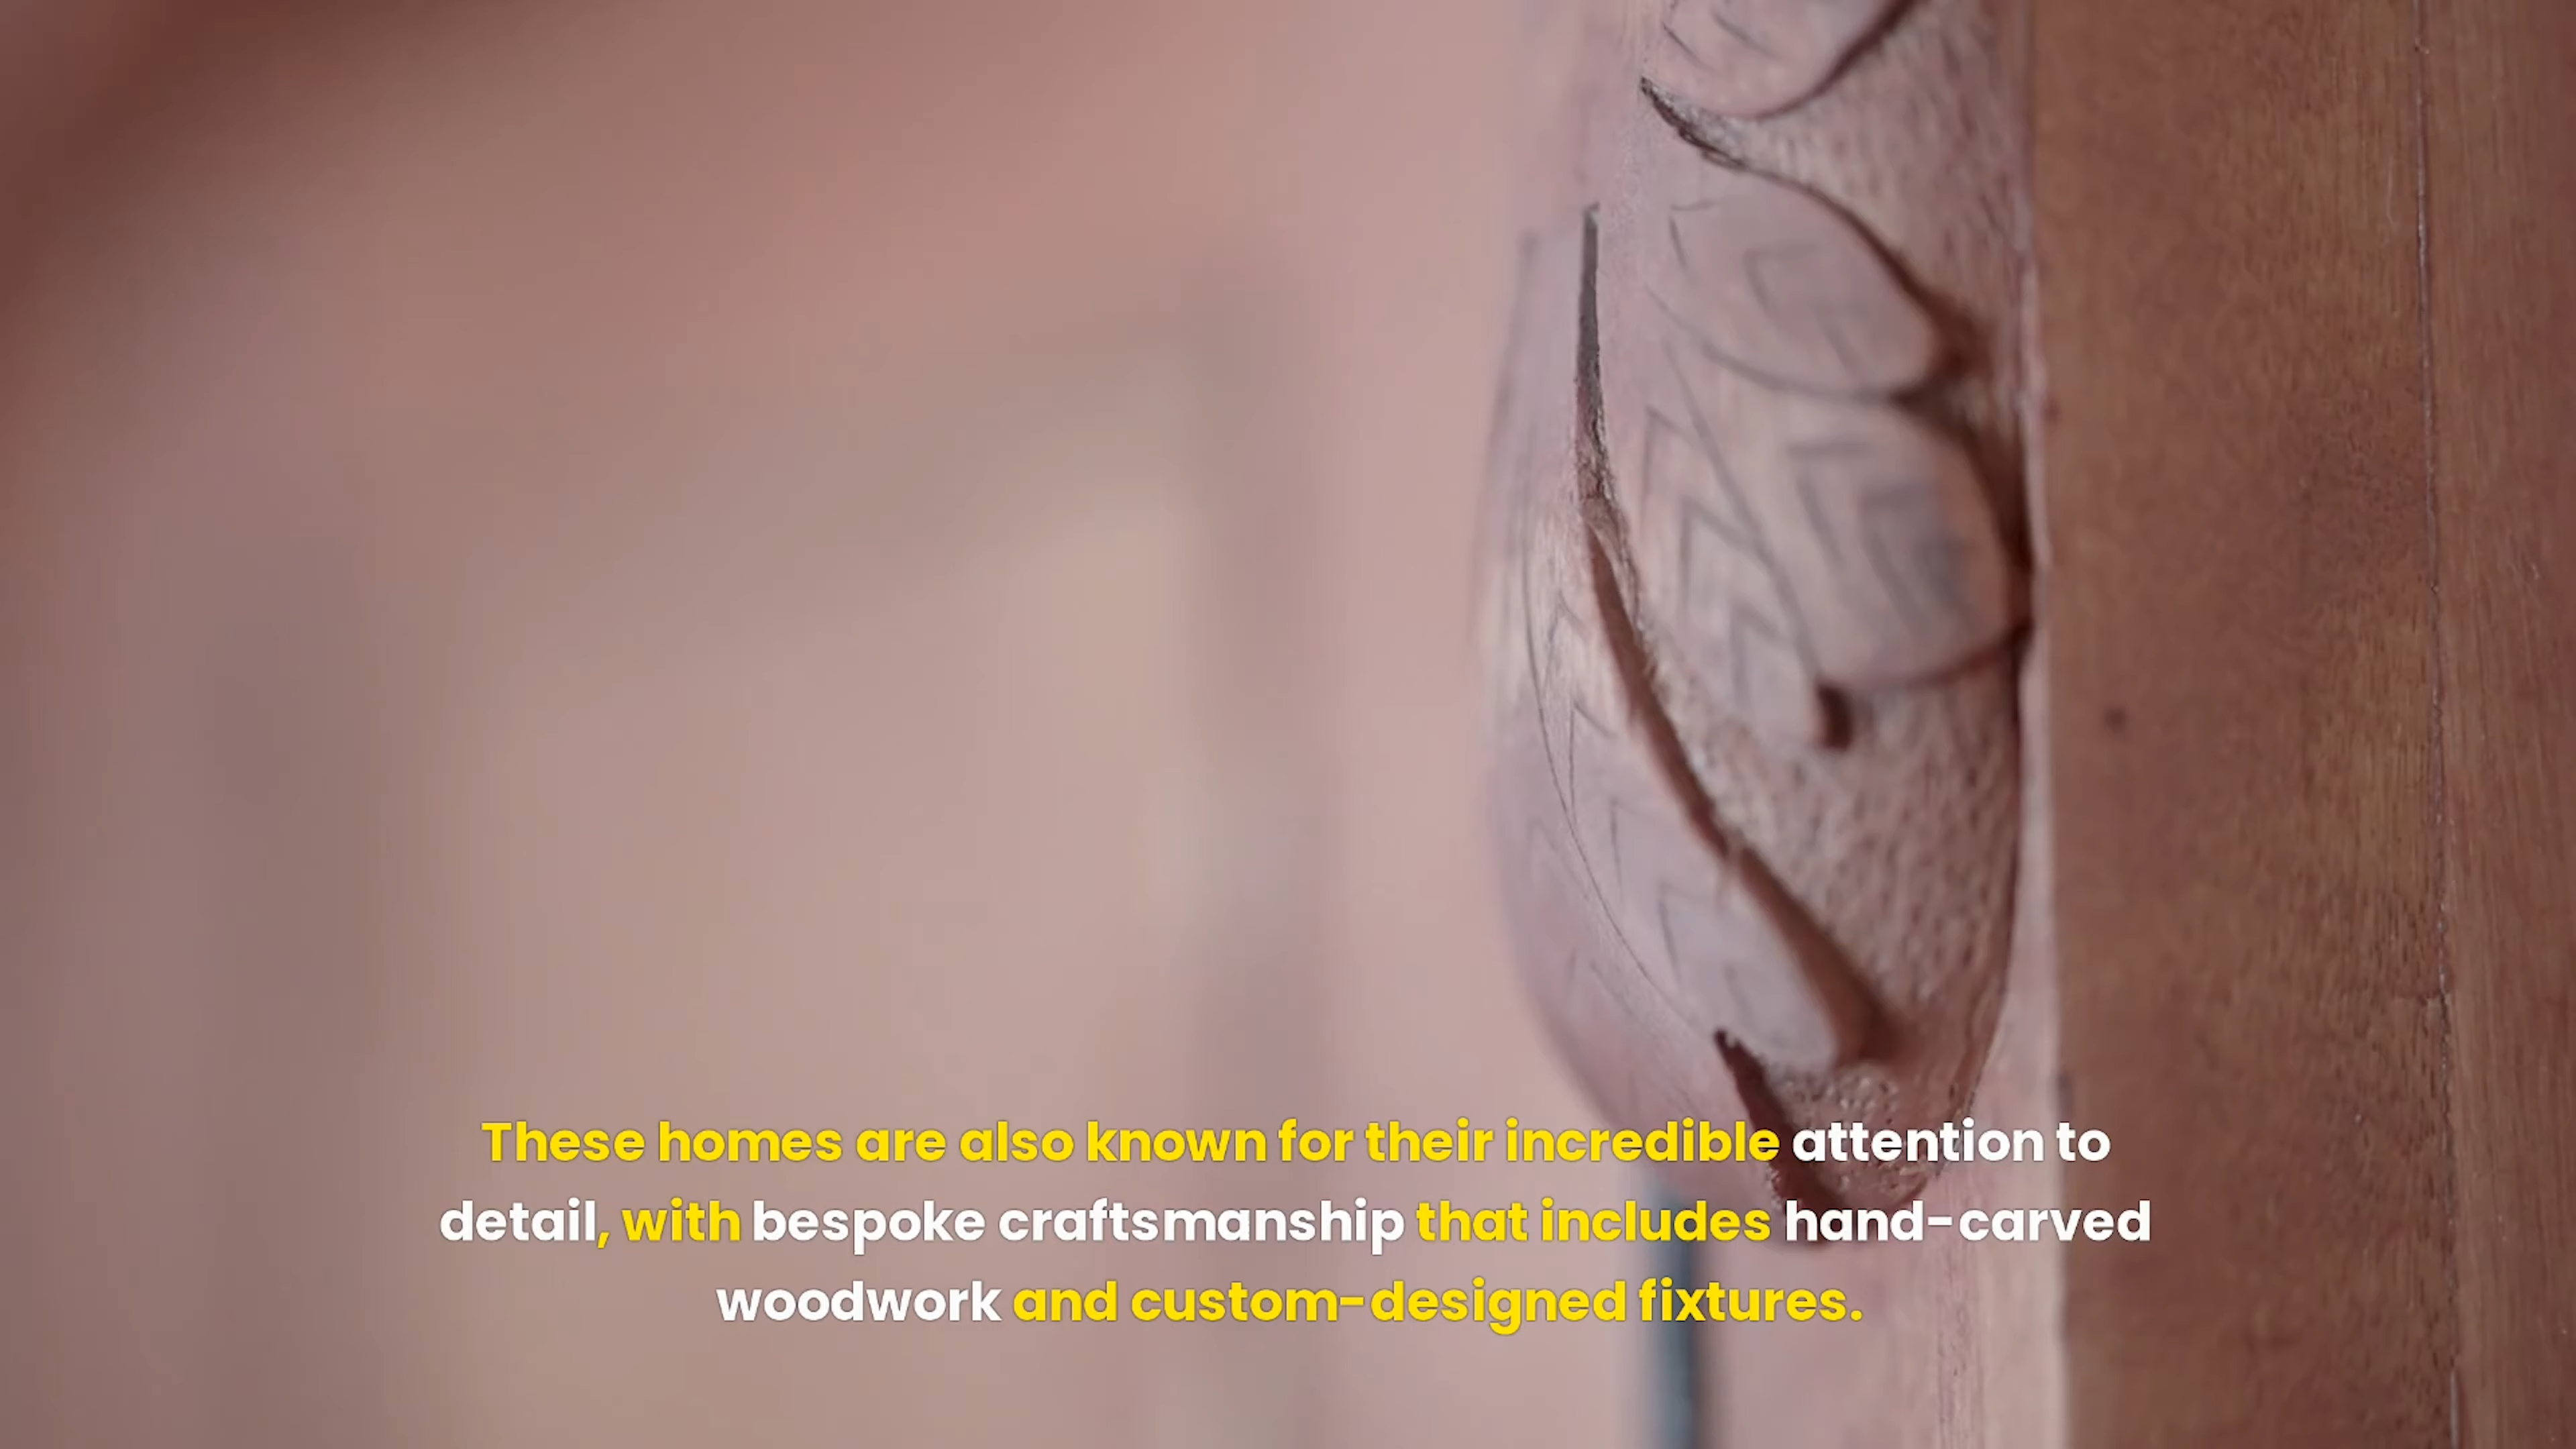 These homes are also known for their incredible attention to
detail, with bespoke craftsmanship that includes hand-carved
woodwork and custom-designed fixtures.